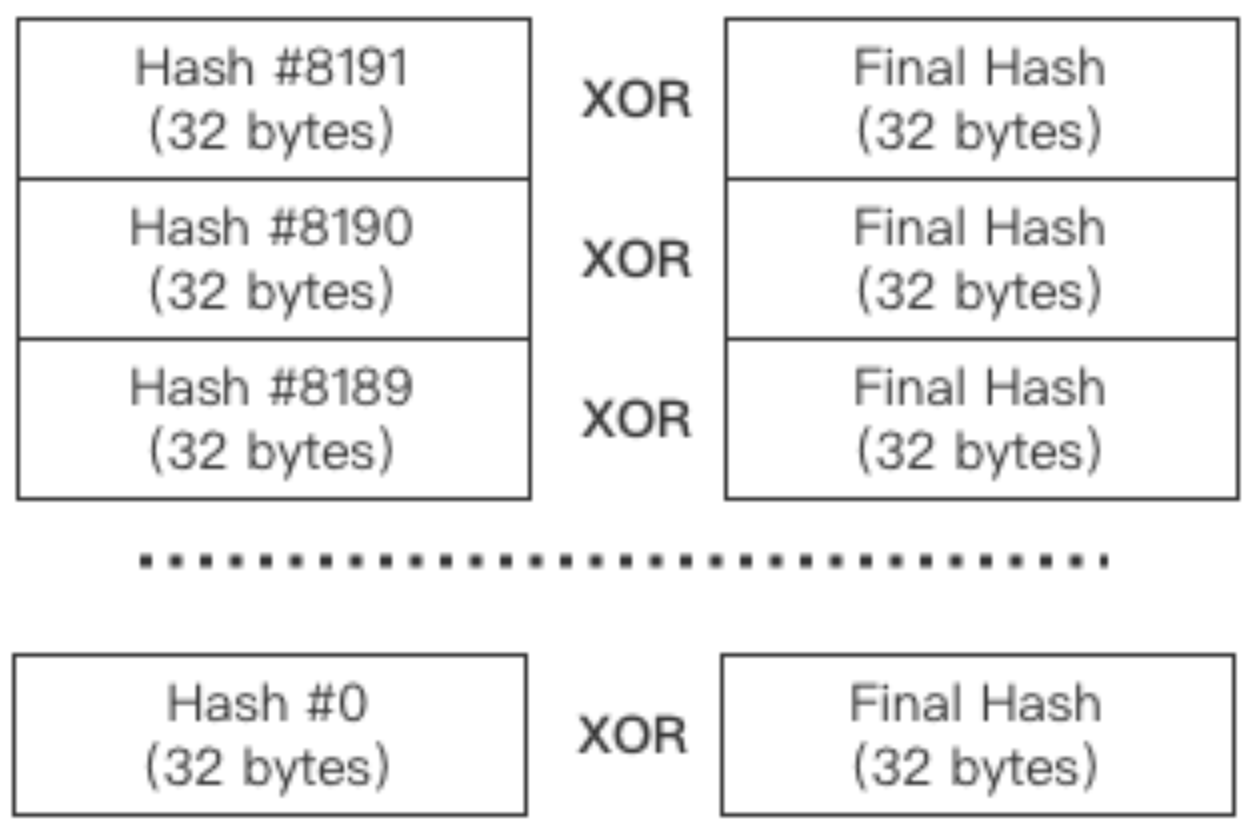 Hash #8191
(32 bytes)
XOR
Final Hash
(32 bytes)
Hash #8190
(32 bytes)
XOR
Final Hash
(32 bytes)
Hash #8189
(32 bytes)
XOR
Final Hash
(32 bytes)
Hash #0
(32 bytes)
XOR
Final Hash
(32 bytes)